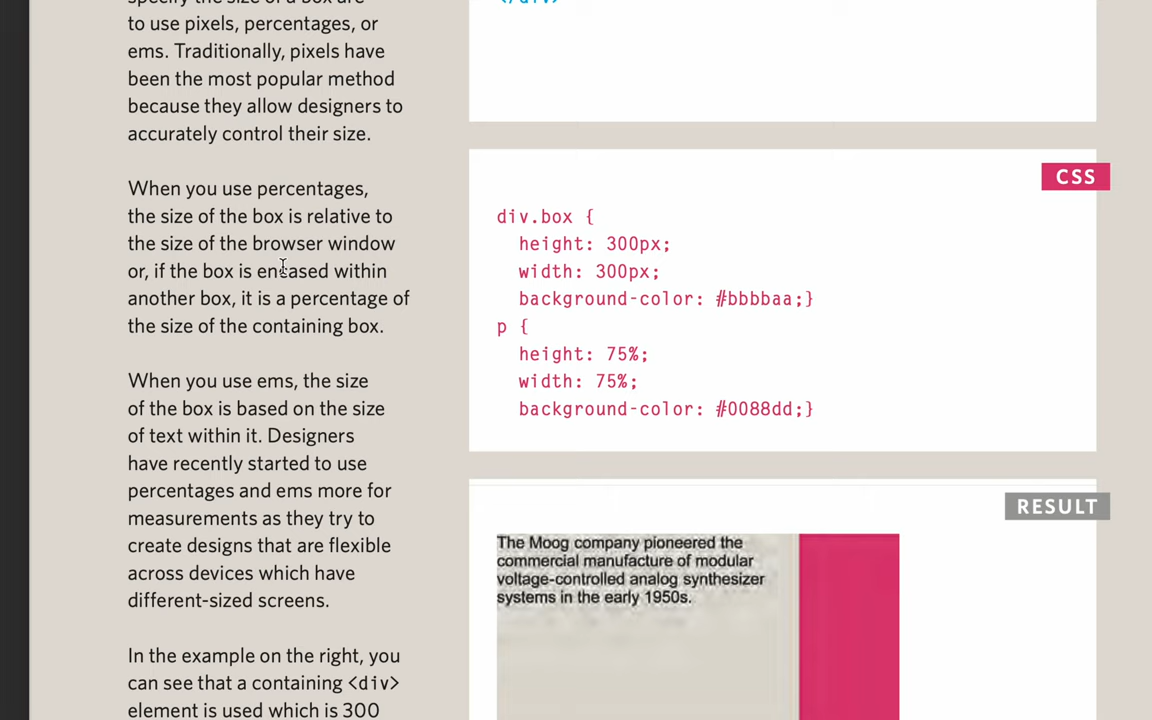 specify the size of a box are
to use pixels, percentages, or
ems. Traditionally, pixels have
been the most popular method
because they allow designers to
accurately control their size.
When you use percentages,
the size of the box is relative to
the size of the browser window
or, if the box is encased within
another box, it is a percentage of
the size of the containing box.
When you use ems, the size
of the box is based on the size
of text within it. Designers
have recently started to use
percentages and ems more for
measurements as they try to
create designs that are flexible
across devices which have
different-sized screens.
In the example on the right, you
can see that a containing <div>
element is used which is 300
</div>
CSS
div.box {
height: 300px;
width: 300px;
background-color: #bbbbaa;}
p {
height: 75%;
width: 75%;
background-color: #0088dd;}
RESULT
The Moog company pioneered the
commercial manufacture of modular
voltage-controlled analog synthesizer
systems in the early 1950s.